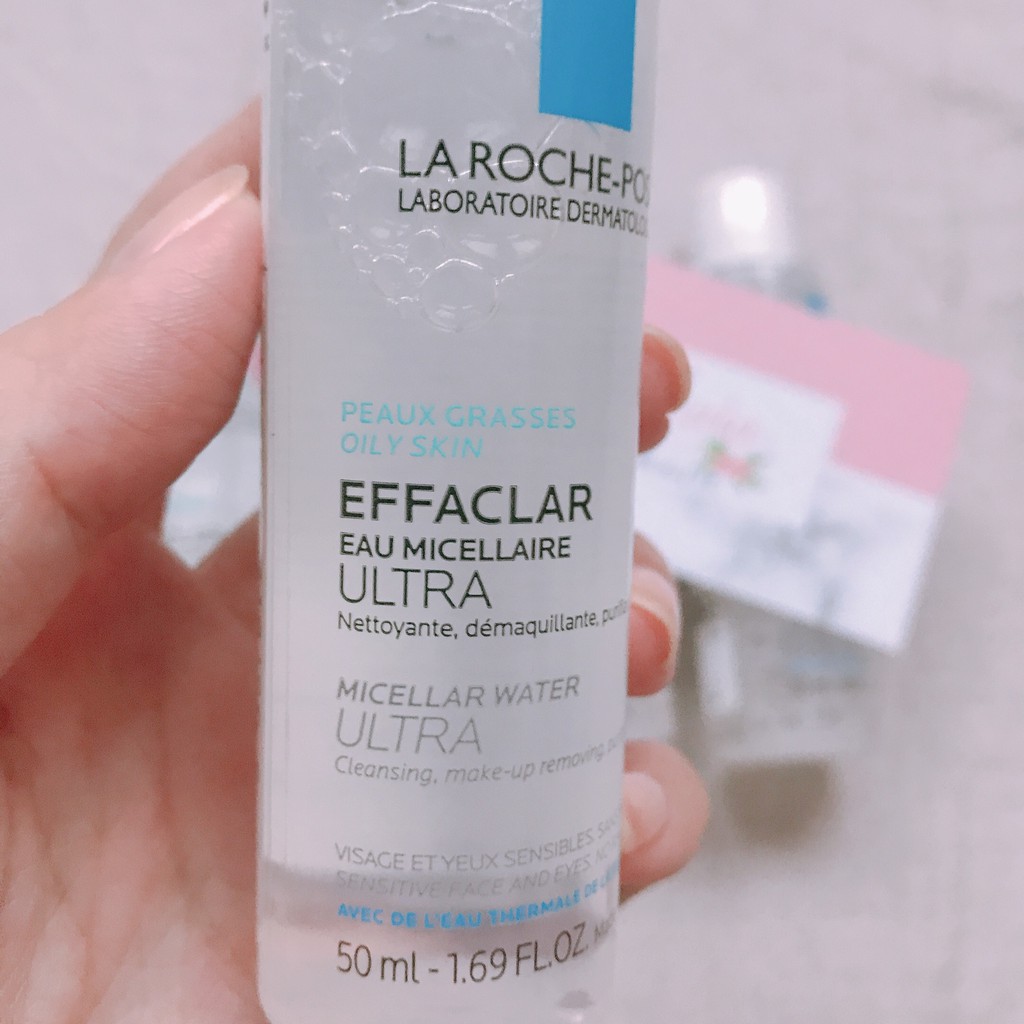 LA ROCHE-POS
LABORATOIRE DERMATOLO
PEAUX GRASSES
OILY SKIN
EFFACLAR
EAU MICELLAIRE
ULTRA
Nettoyante, démaquillante,
MICELLAR WATER
ULTRA
Cleansing, make-up removing,
VISAGE ET YEUX SENSIBLES.
SENSITIVE FACE AND EYES.
AVEC DE L'EAU THERMALE DE
50 ml - 1.69 FL.OZ.